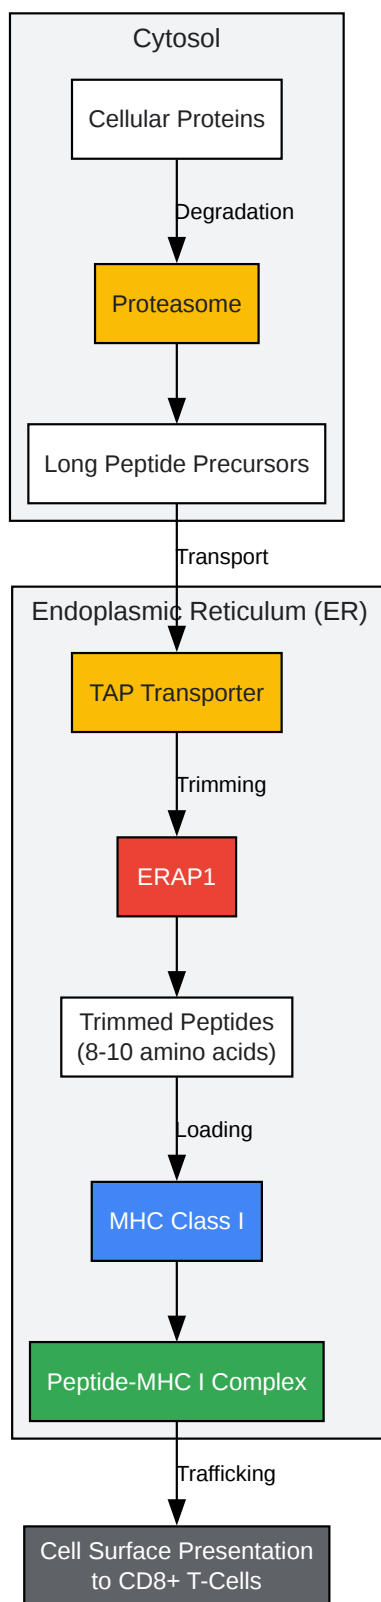 Cytosol
Cellular Proteins
Degradation
Proteasome
Long Peptide Precursors
Transport
Endoplasmic Reticulum (ER)
TAP Transporter
Trimming
ERAP1
Trimmed Peptides
(8-10 amino acids)
Loading
MHC Class I
Peptide-MHC I Complex
Trafficking
Cell Surface Presentation
to CD8+ T-Cells